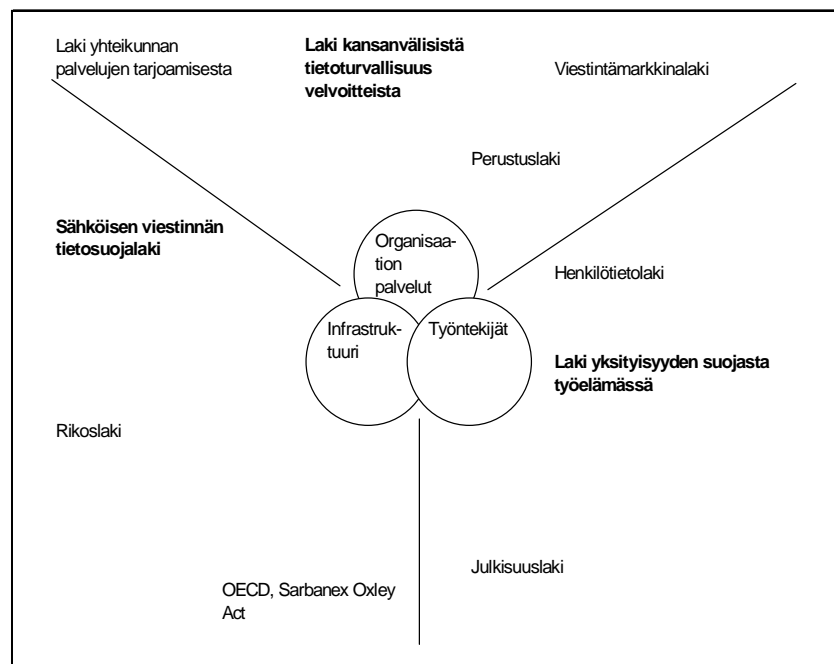 Laki yhteikunnan
palvelujen tarjoamisesta
Laki kansanvälisistä
tietoturvallisuus
velvoitteista
Viestintämarkkinalaki
Perustuslaki
Sähköisen viestinnän
tietosuojalaki
Organisaa-
tion
palvelut
Henkilötietolaki
Infrastruk-
tuuri
Työntekijät
Laki yksityisyyden suojasta
työelämässä
Rikoslaki
Julkisuuslaki
OECD, Sarbanex Oxley
Act